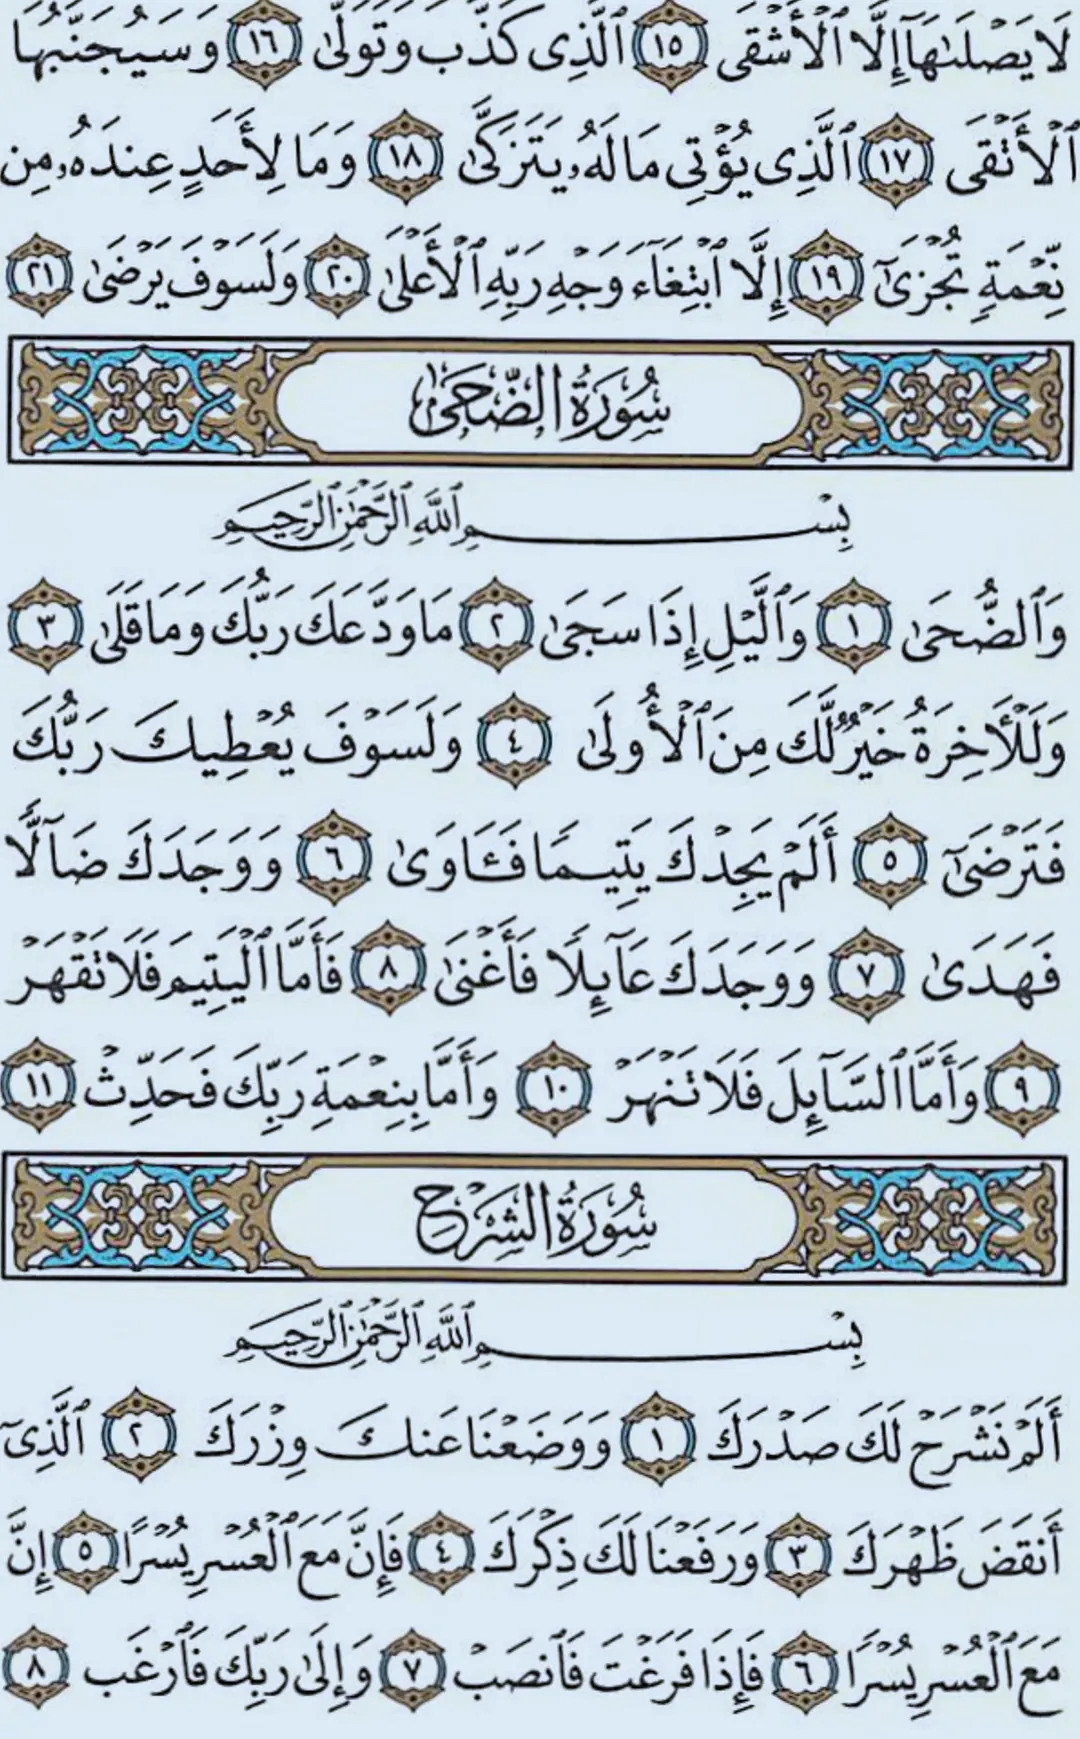 لَا يَصْلَىٰهَآ إِلَّا ٱلْأَشْقَى ١٥ ٱلَّذِى كَذَّبَ وَتَوَلَّىٰ ١٦ وَسَيُجَنَّبُهَا
ٱلْأَتْقَى ١٧ ٱلَّذِى يُؤْتِى مَالَهُۥ يَتَزَكَّىٰ ١٨ وَمَا لِأَحَدٍ عِندَهُۥ مِن
نِّعْمَةٍ تُجْزَىٰٓ ١٩ إِلَّا ٱبْتِغَآءَ وَجْهِ رَبِّهِ ٱلْأَعْلَىٰ ٢٠ وَلَسَوْفَ يَرْضَىٰ ٢١
سُورَةُ الضُّحَىٰ
بِسْمِ ٱللَّهِ ٱلرَّحْمَٰنِ ٱلرَّحِيمِ
وَٱلضُّحَىٰ ١ وَٱلَّيْلِ إِذَا سَجَىٰ ٢ مَا وَدَّعَكَ رَبُّكَ وَمَا قَلَىٰ ٣
وَلَلْـَٔاخِرَةُ خَيْرٌ لَّكَ مِنَ ٱلْأُولَىٰ ٤ وَلَسَوْفَ يُعْطِيكَ رَبُّكَ
فَتَرْضَىٰٓ ٥ أَلَمْ يَجِدْكَ يَتِيمًا فَـَٔاوَىٰ ٦ وَوَجَدَكَ ضَآلًّا
فَهَدَىٰ ٧ وَوَجَدَكَ عَآئِلًا فَأَغْنَىٰ ٨ فَأَمَّا ٱلْيَتِيمَ فَلَا تَقْهَرْ
٩ وَأَمَّا ٱلسَّآئِلَ فَلَا تَنْهَرْ ١٠ وَأَمَّا بِنِعْمَةِ رَبِّكَ فَحَدِّثْ ١١
سُورَةُ الشَّرْحِ
بِسْمِ ٱللَّهِ ٱلرَّحْمَٰنِ ٱلرَّحِيمِ
أَلَمْ نَشْرَحْ لَكَ صَدْرَكَ ١ وَوَضَعْنَا عَنكَ وِزْرَكَ ٢ ٱلَّذِىٓ
أَنقَضَ ظَهْرَكَ ٣ وَرَفَعْنَا لَكَ ذِكْرَكَ ٤ فَإِنَّ مَعَ ٱلْعُسْرِ يُسْرًا ٥ إِنَّ
مَعَ ٱلْعُسْرِ يُسْرًا ٦ فَإِذَا فَرَغْتَ فَٱنصَبْ ٧ وَإِلَىٰ رَبِّكَ فَٱرْغَب ٨